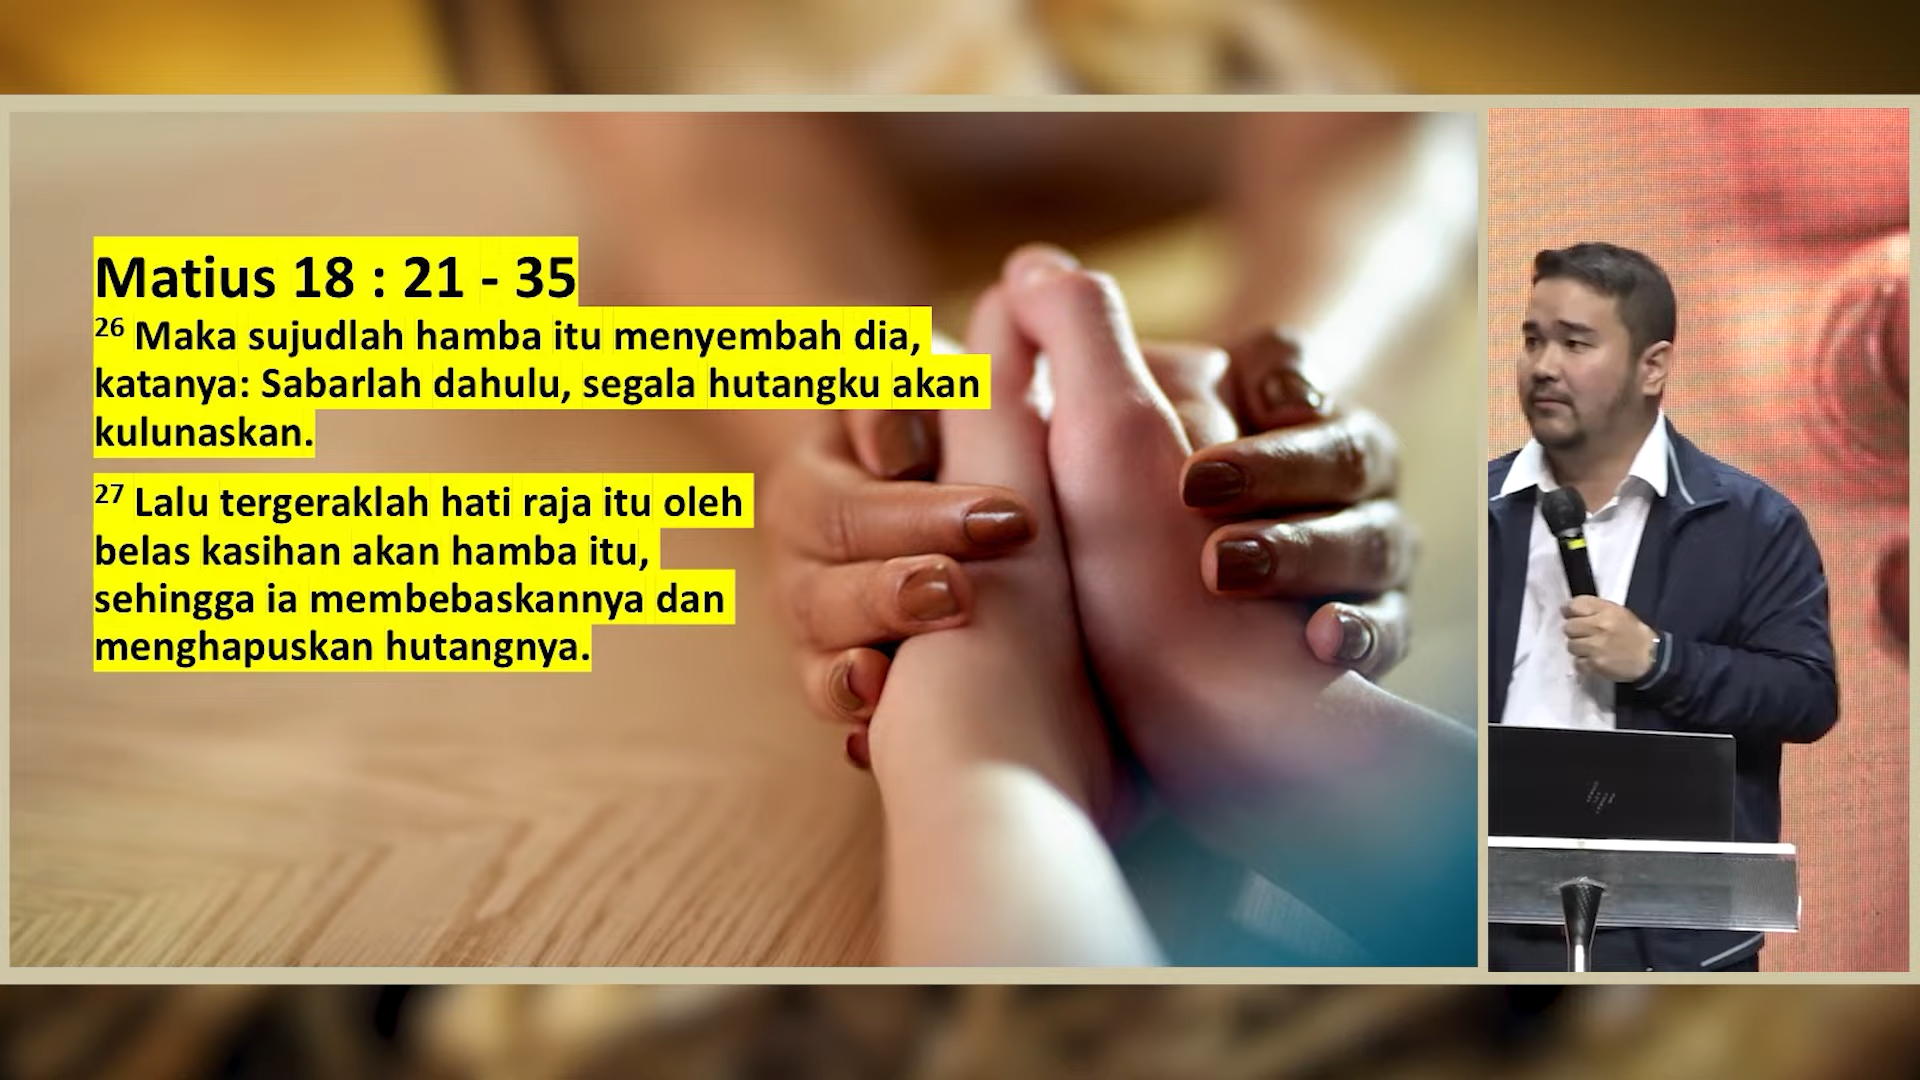 Matius 18 : 21 - 35
26 Maka sujudlah hamba itu menyembah dia,
katanya: Sabarlah dahulu, segala hutangku akan
kulunaskan.
27 Lalu tergeraklah hati raja itu oleh
belas kasihan akan hamba itu,
sehingga ia membebaskannya dan
menghapuskan hutangnya.